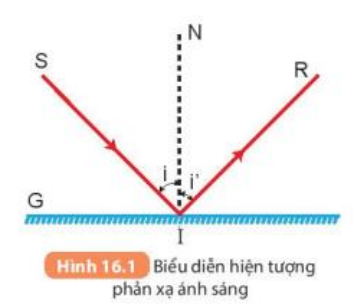 N
S
R
i
i'
G
I
Hình 16.1 Biểu diễn hiện tượng
phản xạ ánh sáng